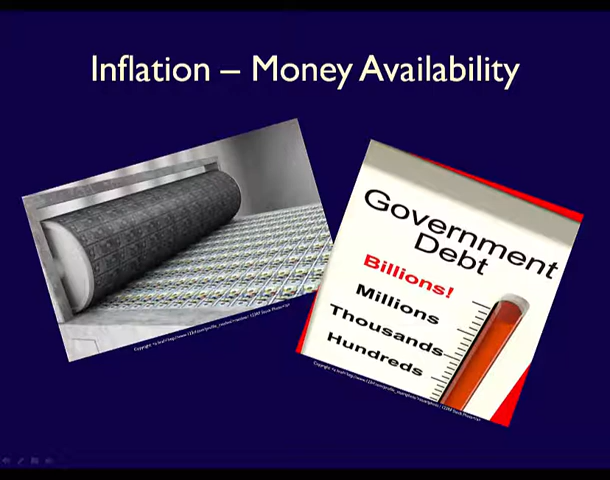 Inflation – Money Availability
Government
Debt
Billions!
Millions
Thousands
Hundreds